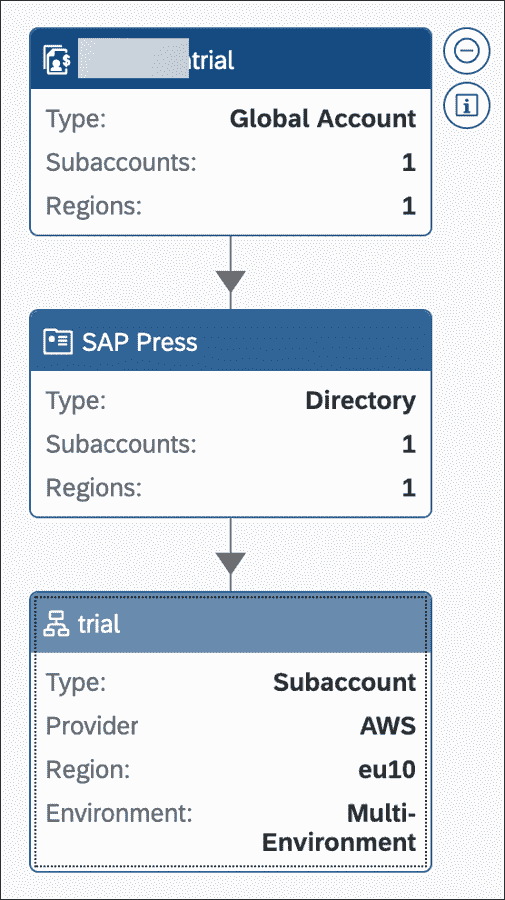 trial
Type: Global Account
Subaccounts: 1
Regions: 1
SAP Press
Type: Directory
Subaccounts: 1
Regions: 1
trial
Type: Subaccount
Provider AWS
Region: eu10
Environment: Multi-
Environment